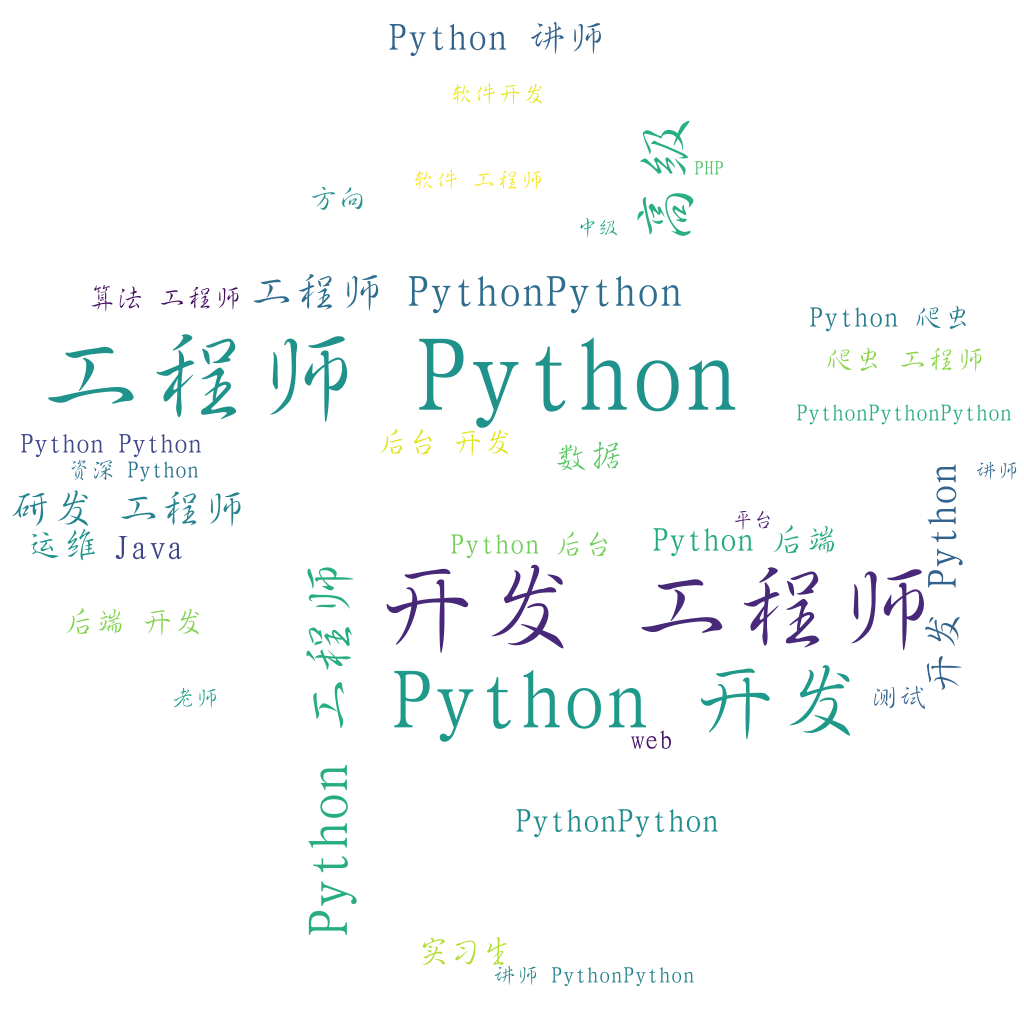 Python 讲师
软件开发
高级
PHP
软件 工程师
方向
中级
算法 工程师
工程师 PythonPython
Python 爬虫
工程师 Python
爬虫 工程师
PythonPythonPython
Python Python
后台 开发
数据
资深 Python
讲师
研发 工程师
开发 Python
平台
运维
Java
Python 后台
Python 后端
Python 工程师
开发 工程师
后端 开发
Python 开发
老师
测试
web
PythonPython
实习生
讲师 PythonPython